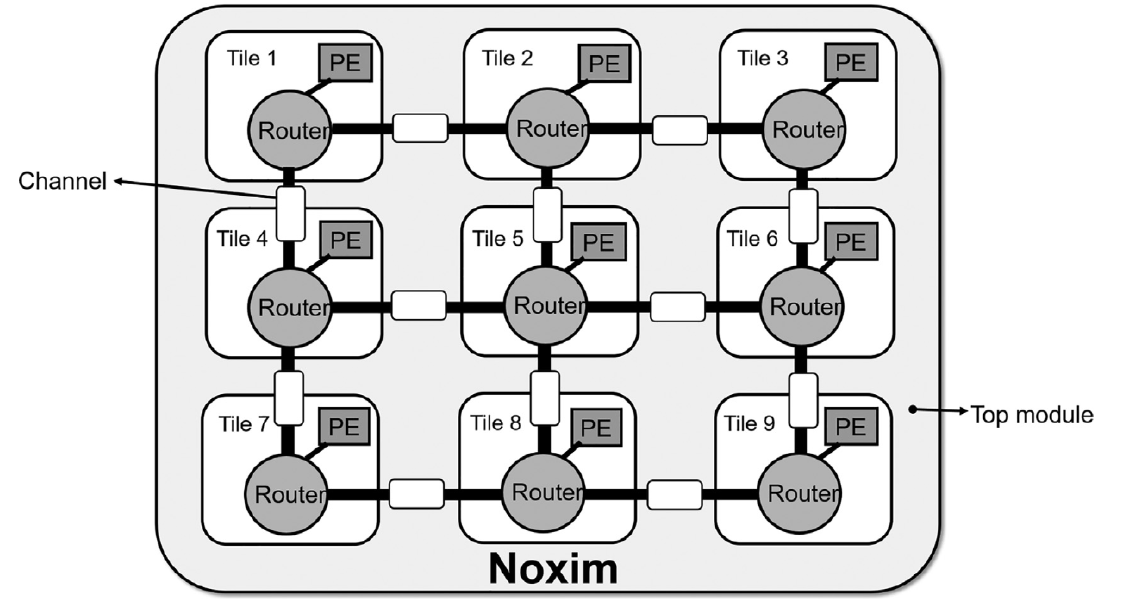 Tile 1
PE
Router
Tile 2
PE
Router
Tile 3
PE
Router
Channel
Tile 4
PE
Router
Tile 5
PE
Router
Tile 6
PE
Router
Tile 7
PE
Router
Tile 8
PE
Router
Tile 9
PE
Router
Top module
Noxim